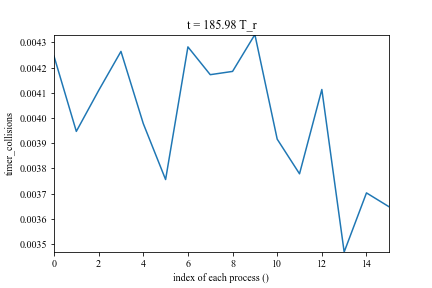 t = 185.98 T_r
0.0043
0.0042
0.0041
0.0040
0.0039
0.0038
0.0037
0.0036
0.0035
timer_collisions
0 2 4 6 8 10 12 14
index of each process ()